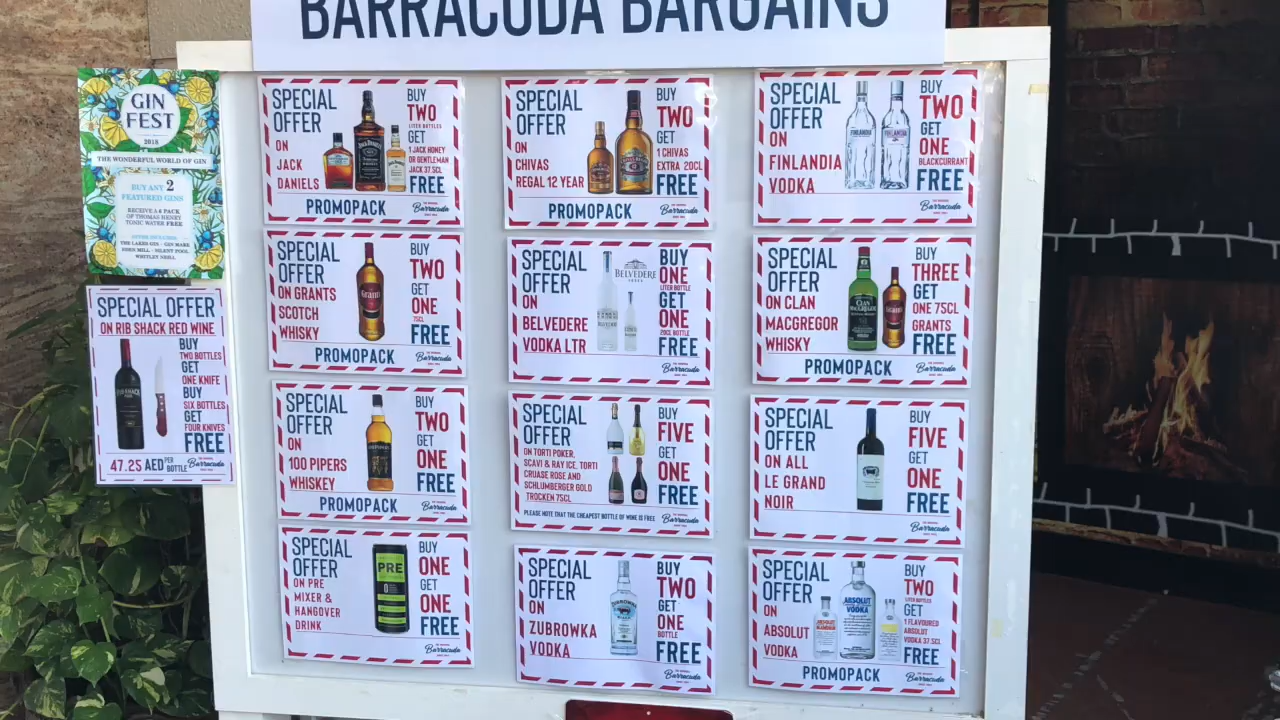 BARRACUDA BARGAINS
GIN
FEST
2018
THE WONDERFUL WORLD OF GIN
BUY ANY 2
FEATURED GINS
RECEIVE A 6 PACK
OF THOMAS HENRY
TONIC WATER FREE
THE LAKES GIN - GIN MARE
EDEN MILL - SILENT POOL
WHITLEY NEILL
SPECIAL OFFER
ON RIB SHACK RED WINE
BUY
TWO BOTTLES
GET
ONE KNIFE
BUY
SIX BOTTLES
GET
FOUR KNIVES
FREE
47.25 AED PER
BOTTLE
Barracuda
SPECIAL
OFFER
ON
JACK
DANIELS
BUY
TWO
LITER BOTTLES
GET
1 JACK HONEY
OR GENTLEMAN
JACK 37.5CL
FREE
PROMOPACK
Barracuda
SPECIAL
OFFER
ON
CHIVAS
REGAL 12 YEAR
BUY
TWO
GET
1 CHIVAS
EXTRA 20CL
FREE
PROMOPACK
Barracuda
SPECIAL
OFFER
ON
FINLANDIA
VODKA
BUY
TWO
GET
ONE
BLACKCURRANT
FREE
Barracuda
SPECIAL
OFFER
ON GRANTS
SCOTCH
WHISKY
BUY
TWO
GET
ONE
75CL
FREE
PROMOPACK
Barracuda
SPECIAL
OFFER
ON
BELVEDERE
VODKA LTR
BELVEDERE
VODKA
BUY
ONE
LITER BOTTLE
GET
ONE
20CL BOTTLE
FREE
Barracuda
SPECIAL
OFFER
ON CLAN
MACGREGOR
WHISKY
BUY
THREE
GET
ONE 75CL
GRANTS
FREE
PROMOPACK
Barracuda
SPECIAL
OFFER
ON
100 PIPERS
WHISKEY
BUY
TWO
GET
ONE
FREE
PROMOPACK
Barracuda
SPECIAL
OFFER
ON TORTI POKER,
SCAVI & RAY ICE, TORTI
CRUASE ROSE AND
SCHLUMBERGER GOLD
TROCKEN 75CL
BUY
FIVE
GET
ONE
FREE
PLEASE NOTE THAT THE CHEAPEST BOTTLE OF WINE IS FREE
Barracuda
SPECIAL
OFFER
ON ALL
LE GRAND
NOIR
BUY
FIVE
GET
ONE
FREE
Barracuda
SPECIAL
OFFER
ON PRE
MIXER &
HANGOVER
DRINK
PRE
BUY
ONE
GET
ONE
FREE
Barracuda
SPECIAL
OFFER
ON
ZUBROWKA
VODKA
BUY
TWO
GET
ONE
BOTTLE
FREE
Barracuda
SPECIAL
OFFER
ON
ABSOLUT
VODKA
ABSOLUT
VODKA
BUY
TWO
LITER BOTTLES
GET
1 FLAVOURED
ABSOLUT
VODKA 37.5CL
FREE
PROMOPACK
Barracuda